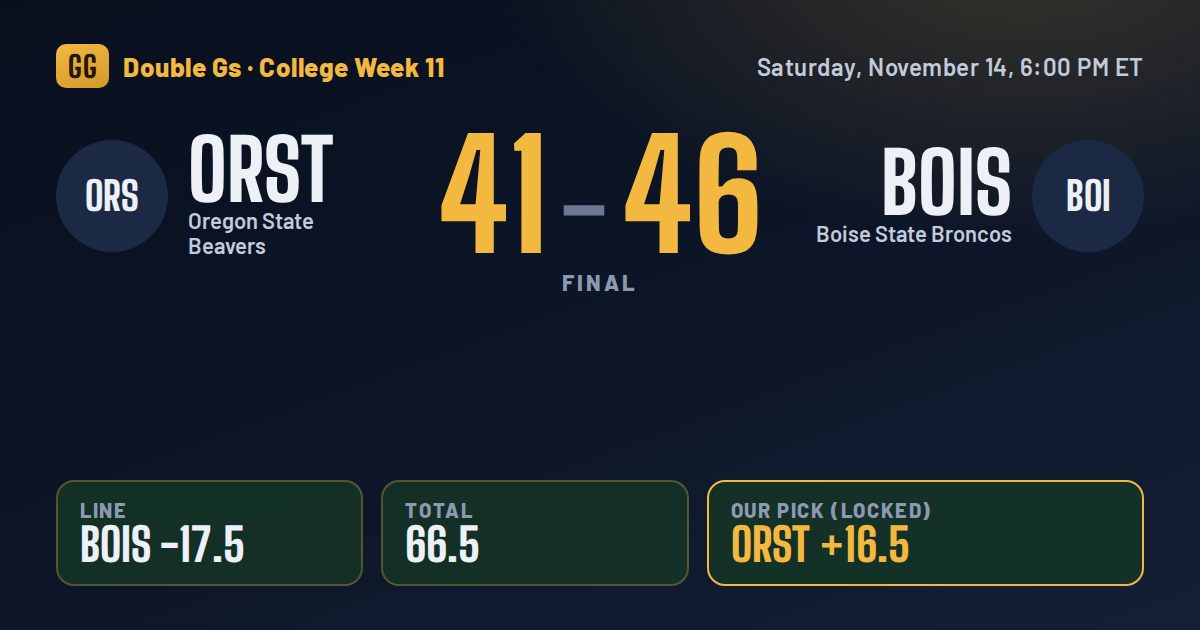 GG
Double Gs · College Week 11
Saturday, November 14, 6:00 PM ET
ORS
ORST
Oregon State
Beavers
41 – 46
FINAL
BOIS
Boise State Broncos
BOI
LINE
BOIS −17.5
TOTAL
66.5
OUR PICK (LOCKED)
ORST +16.5